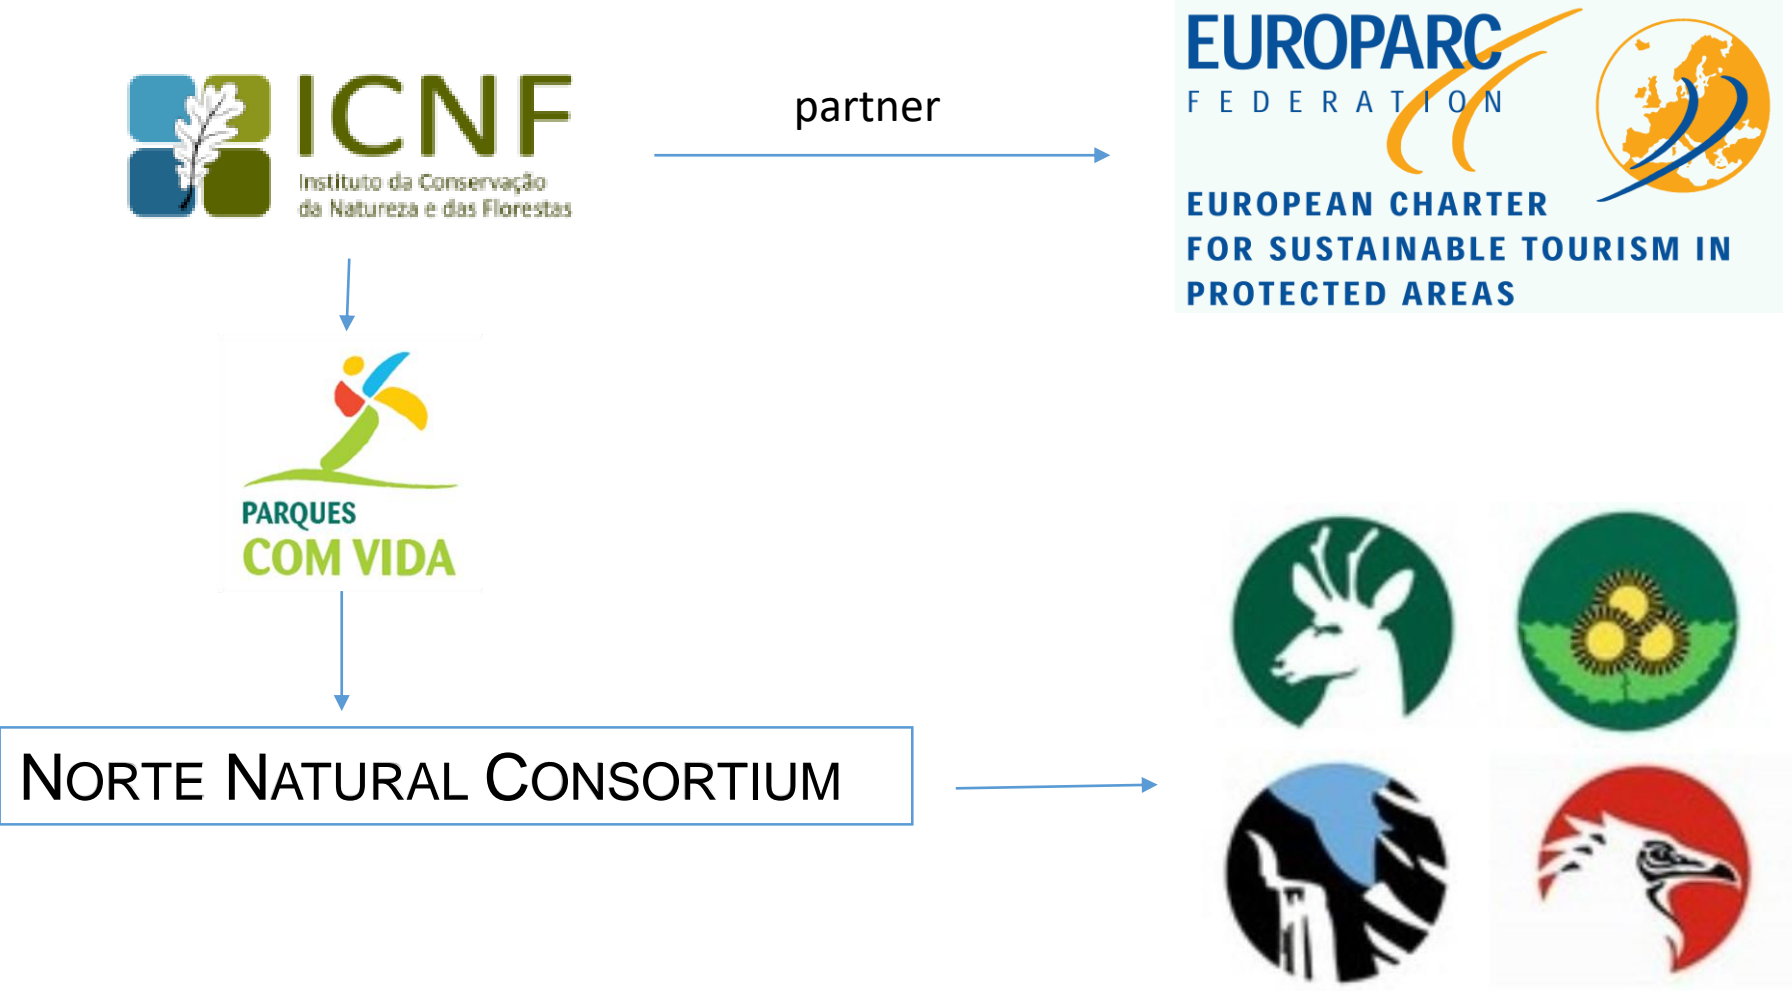 ICNF
Instituto da Conservação
da Natureza e das Florestas
partner
EUROPARC
FEDERATION
EUROPEAN CHARTER
FOR SUSTAINABLE TOURISM IN
PROTECTED AREAS
PARQUES
COM VIDA
NORTE NATURAL CONSORTIUM